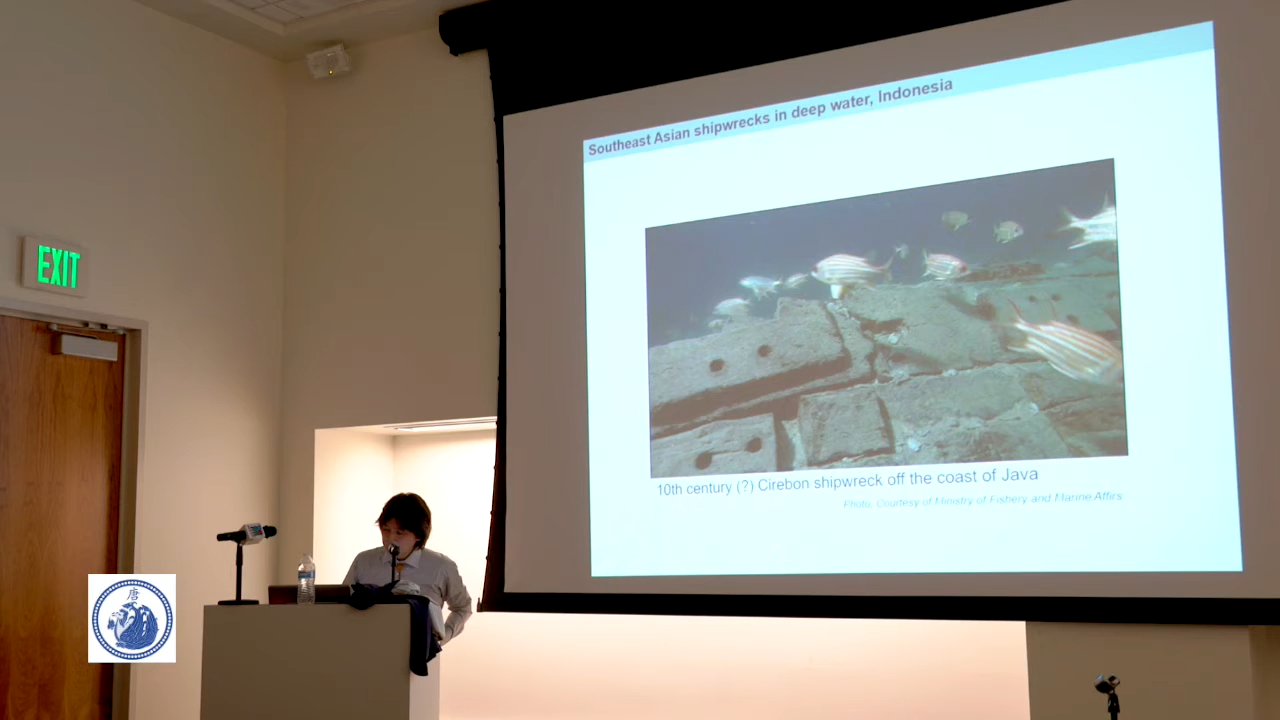 Southeast Asian shipwrecks in deep water, Indonesia
EXIT
10th century (?) Cirebon shipwreck off the coast of Java
Photo: Courtesy of Ministry of Fishery and Marine Affirs
唐